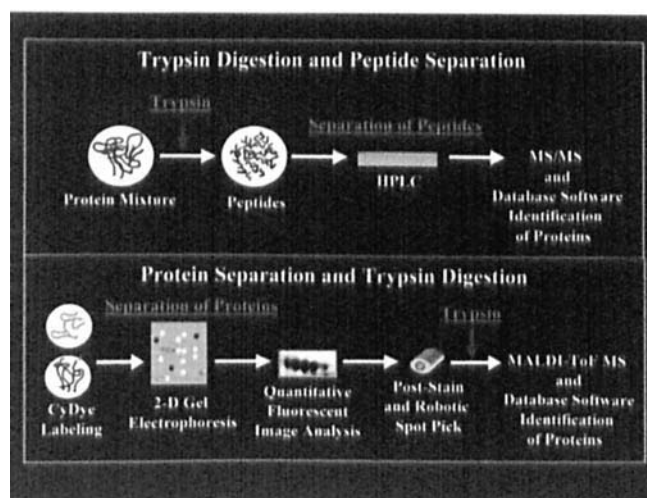 Trypsin Digestion and Peptide Separation
Trypsin
Separation of Peptides
Protein Mixture
Peptides
HPLC
MS/MS
and
Database Software
Identification
of Proteins
Protein Separation and Trypsin Digestion
Separation of Proteins
Trypsin
CyDye
Labeling
2-D Gel
Electrophoresis
Quantitative
Fluorescent
Image Analysis
Post-Stain
and Robotic
Spot Pick
MALDI-ToF MS
and
Database Software
Identification
of Proteins